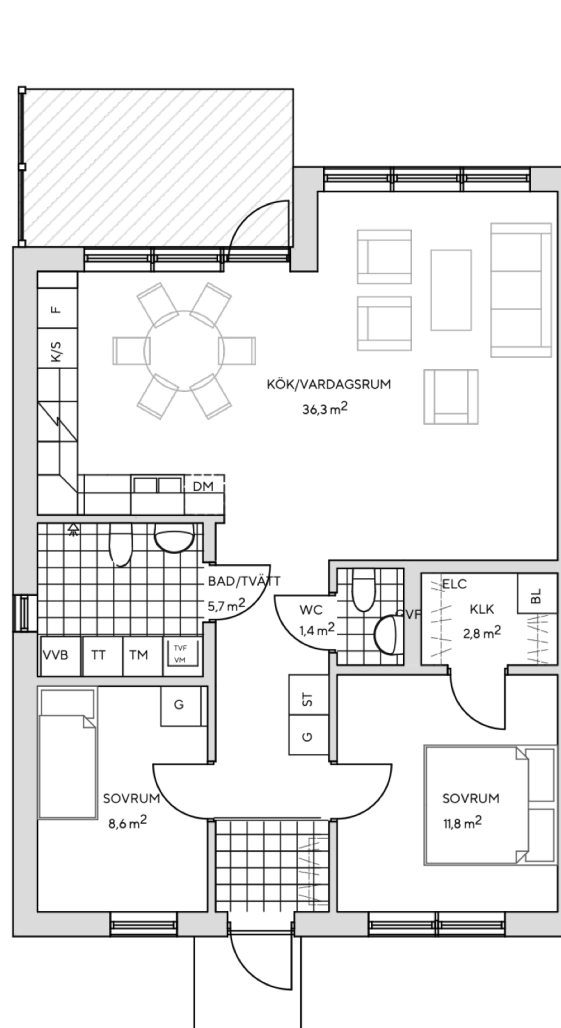 F
K/S
KÖK/VARDAGSRUM
36,3 m²
DM
BAD/TVÄTT
5,7 m²
WC
1,4 m²
GVF
ELC
KLK
2,8 m²
BL
VVB
TT
TM
TVF
VM
G
ST
G
SOVRUM
8,6 m²
SOVRUM
11,8 m²